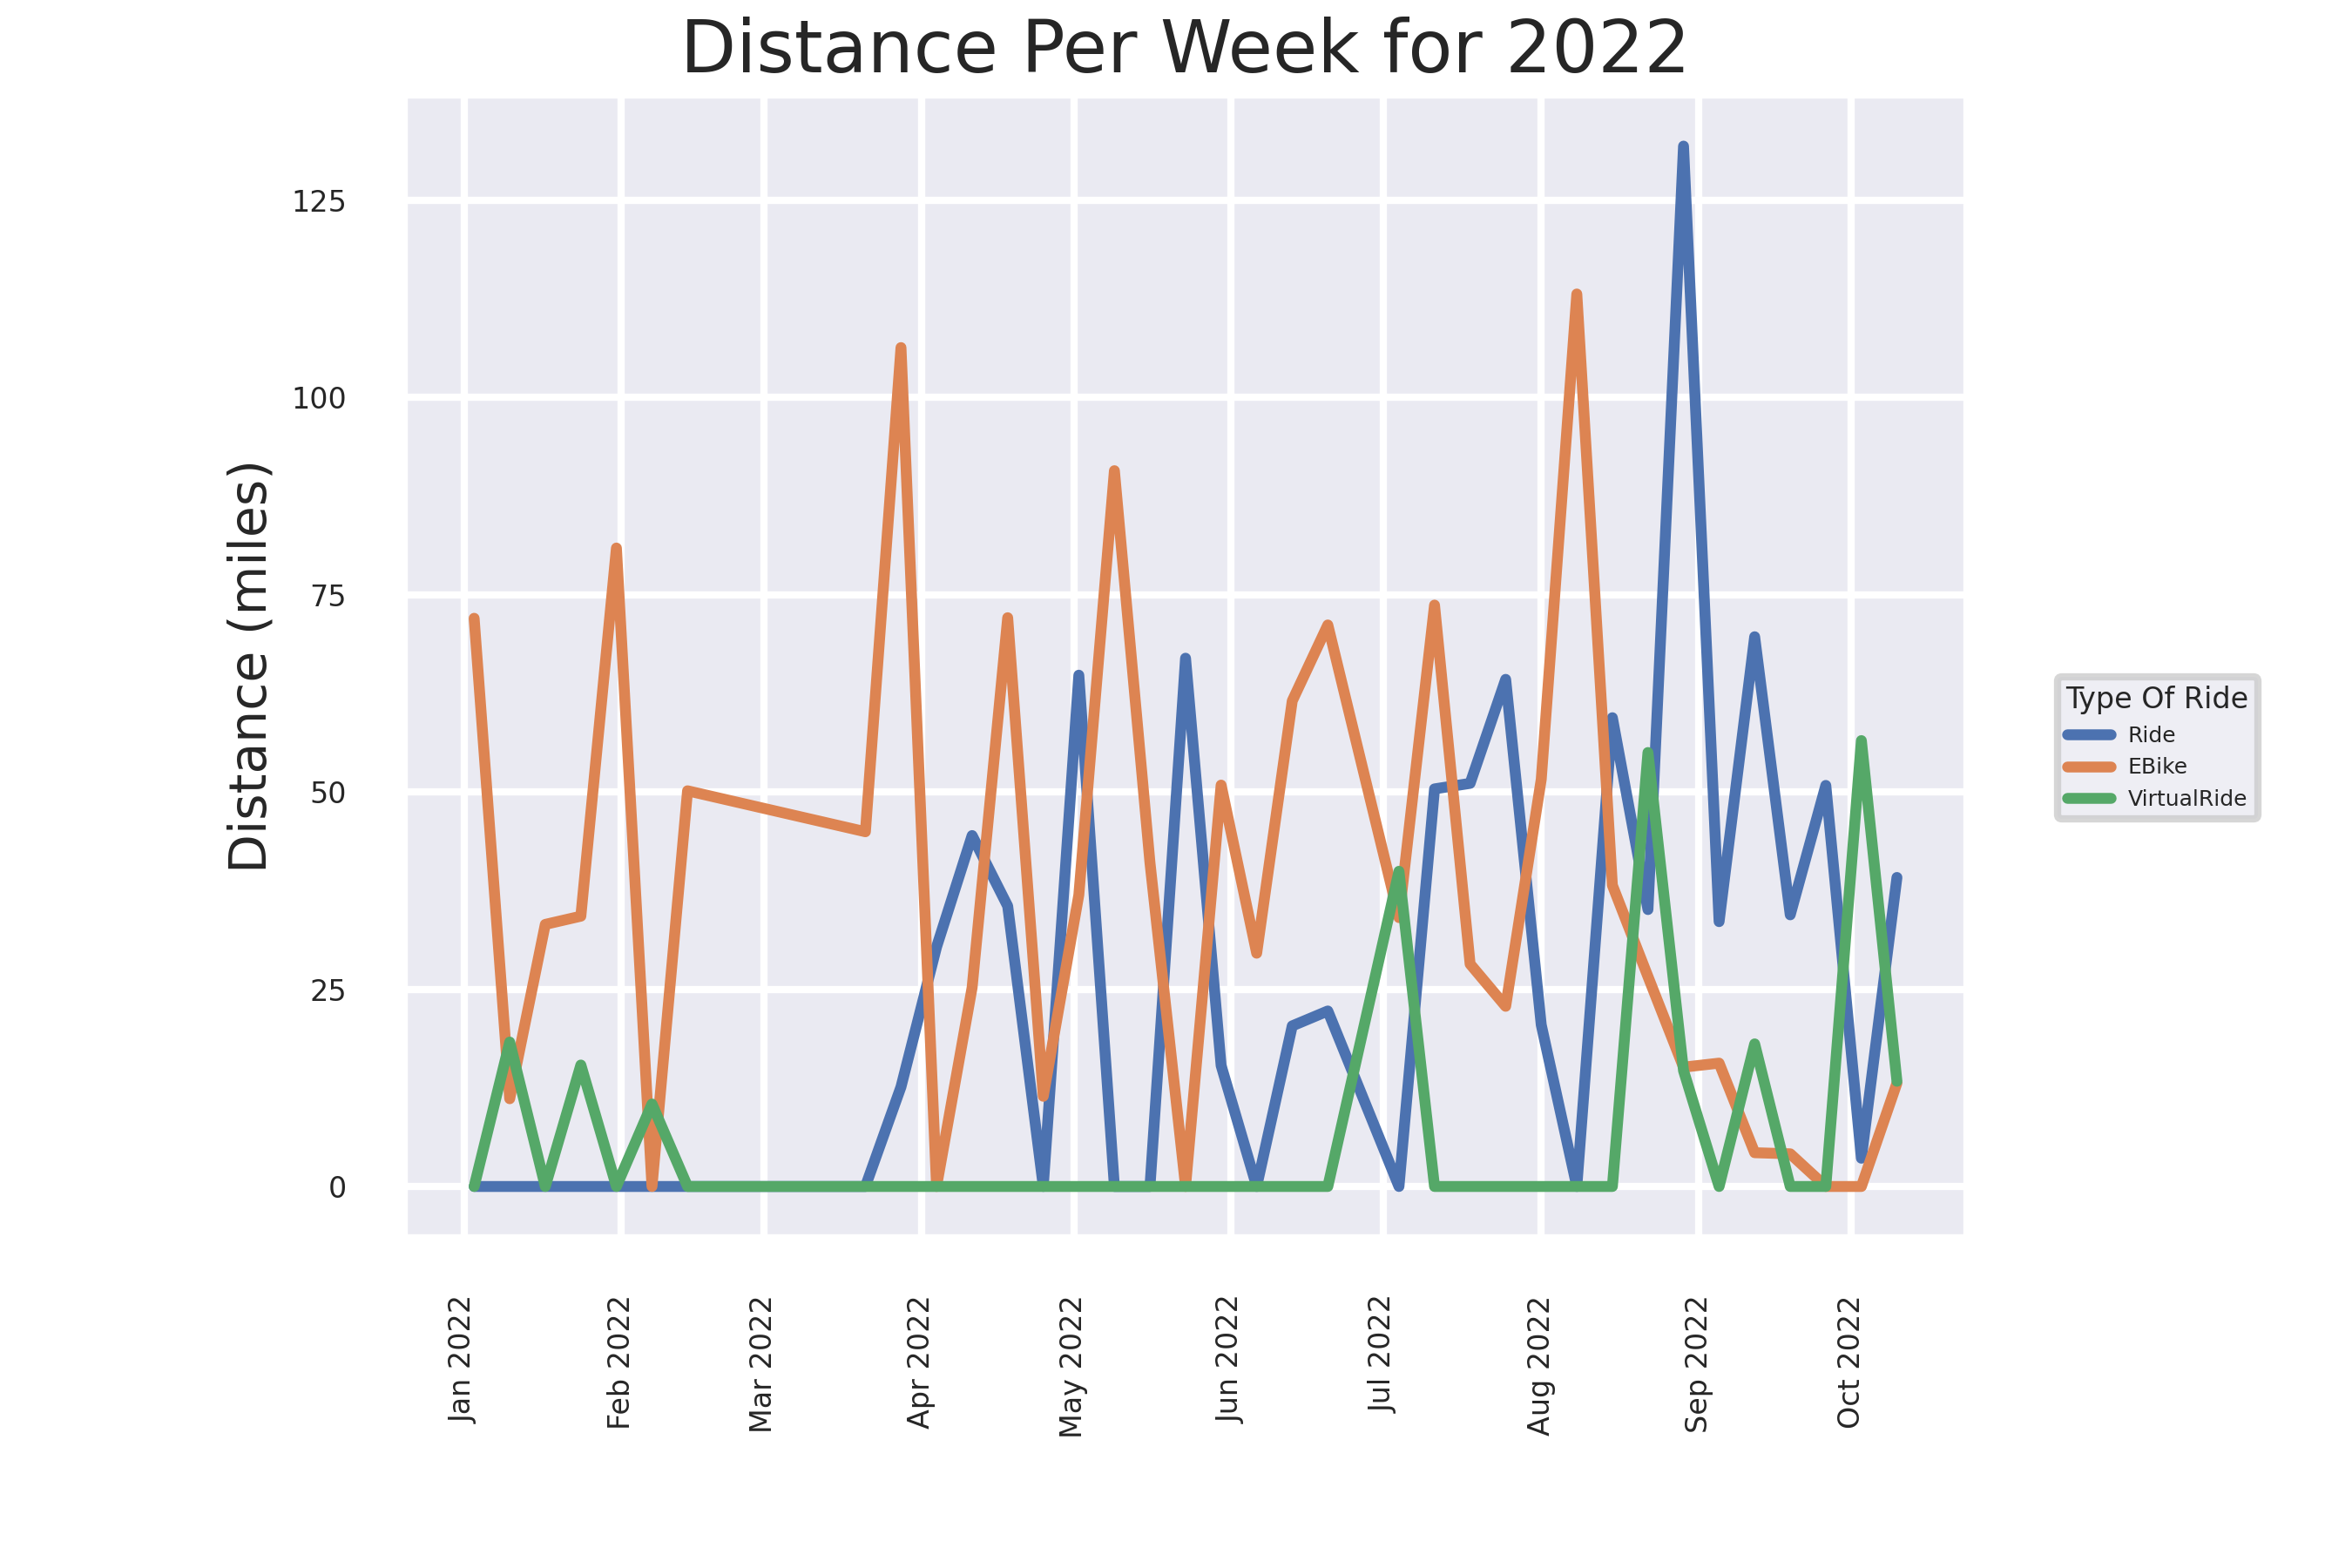 Distance Per Week for 2022
Distance (miles)
125
100
75
50
25
0
Jan 2022
Feb 2022
Mar 2022
Apr 2022
May 2022
Jun 2022
Jul 2022
Aug 2022
Sep 2022
Oct 2022
Type Of Ride
Ride
EBike
VirtualRide